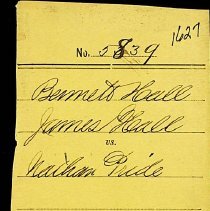 1627
No. 5839
Bennett Hall
James Hall
vs.
Nathan Pride